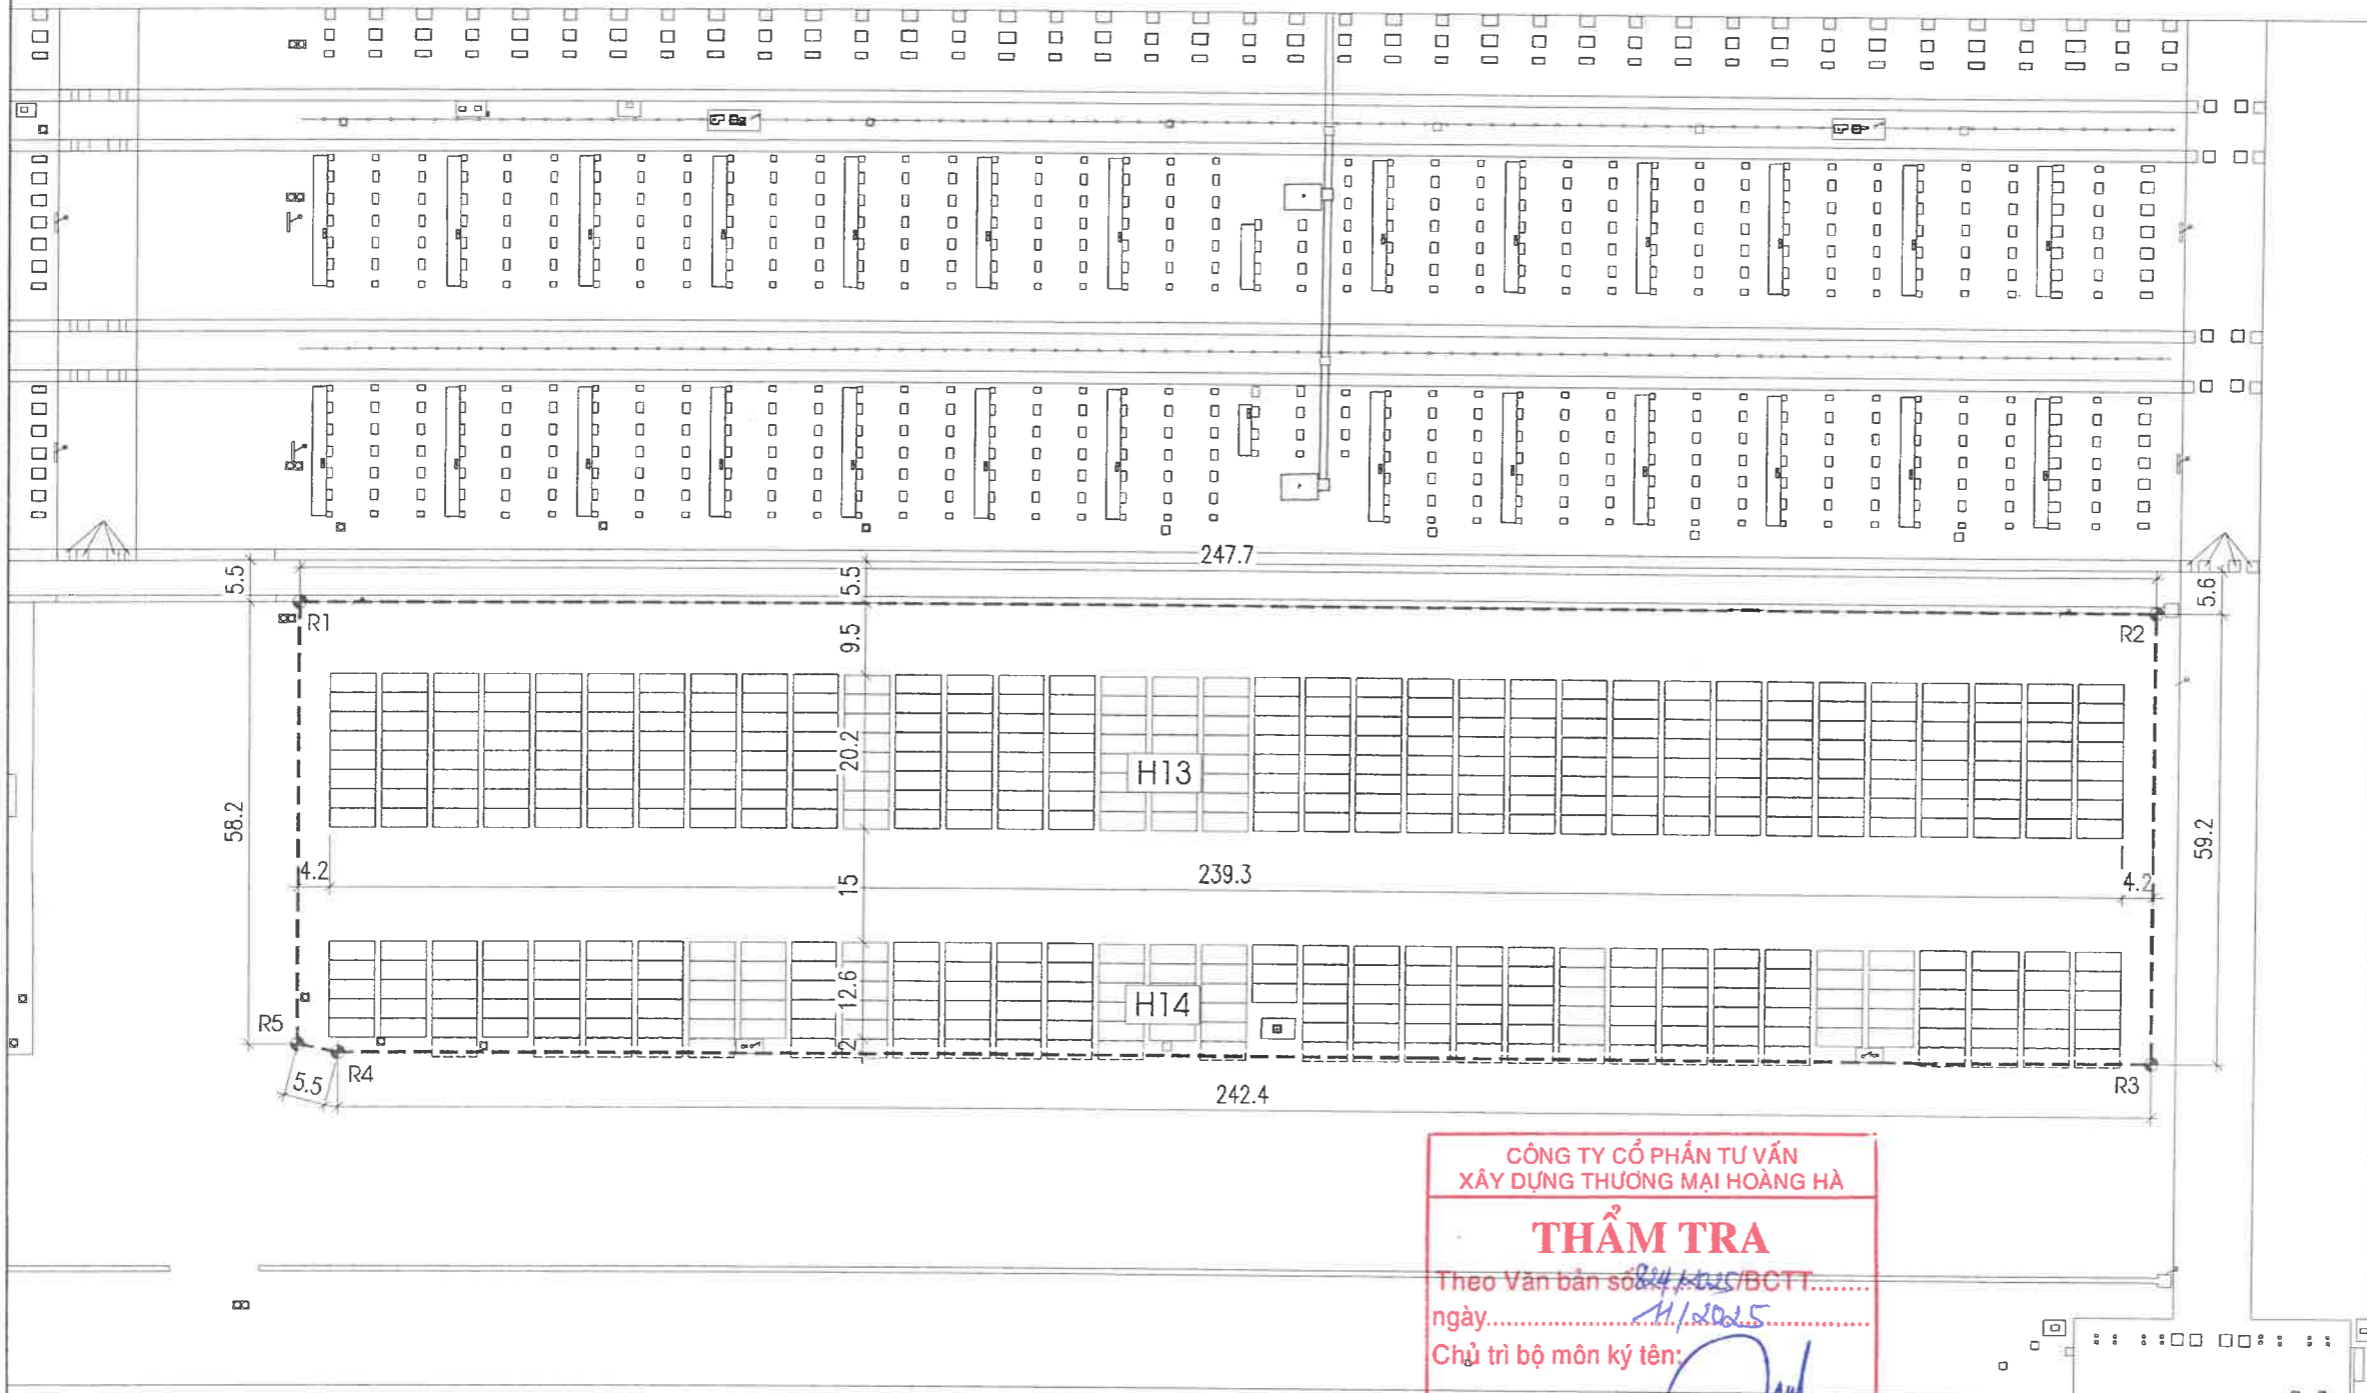 247.7
5.5
5.5
5.6
R1
R2
9.5
20.2
H13
58.2
59.2
4.2
239.3
4.2
15
12.6
H14
R5
2
R4
5.5
R3
242.4
CÔNG TY CỔ PHẦN TƯ VẤN
XÂY DỰNG THƯƠNG MẠI HOÀNG HÀ
THẨM TRA
Theo Văn bản số 824/2025/BCTT........
ngày..................11/2025................
Chủ trì bộ môn ký tên: